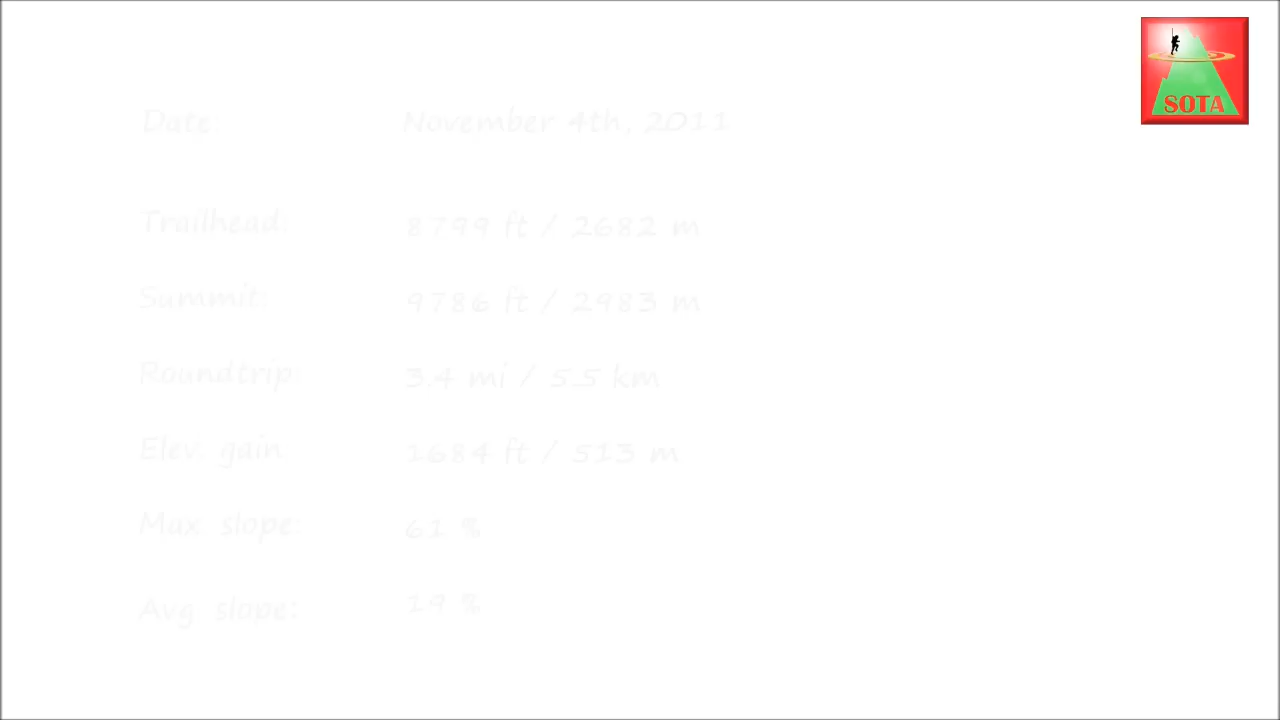 SOTA
Date: November 4th, 2011
Trailhead: 8799 ft / 2682 m
Summit: 9786 ft / 2983 m
Roundtrip: 3.4 mi / 5.5 km
Elev. gain 1684 ft / 513 m
Max. slope: 61 %
Avg slope: 19 %